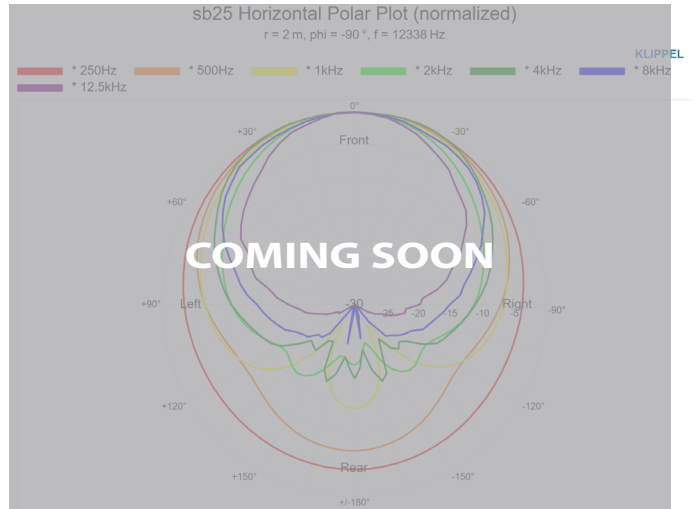 sb25 Horizontal Polar Plot (normalized)
r = 2 m, phi = -90 °, f = 12338 Hz
KLIPPEL
* 250Hz * 500Hz * 1kHz * 2kHz * 4kHz * 8kHz
* 12.5kHz
0°
+30° -30°
Front
+60° -60°
COMING SOON
+90° Left -30 Right -90°
-25 -20 -15 -10 -5
+120° -120°
Rear
+150° -150°
+/-180°